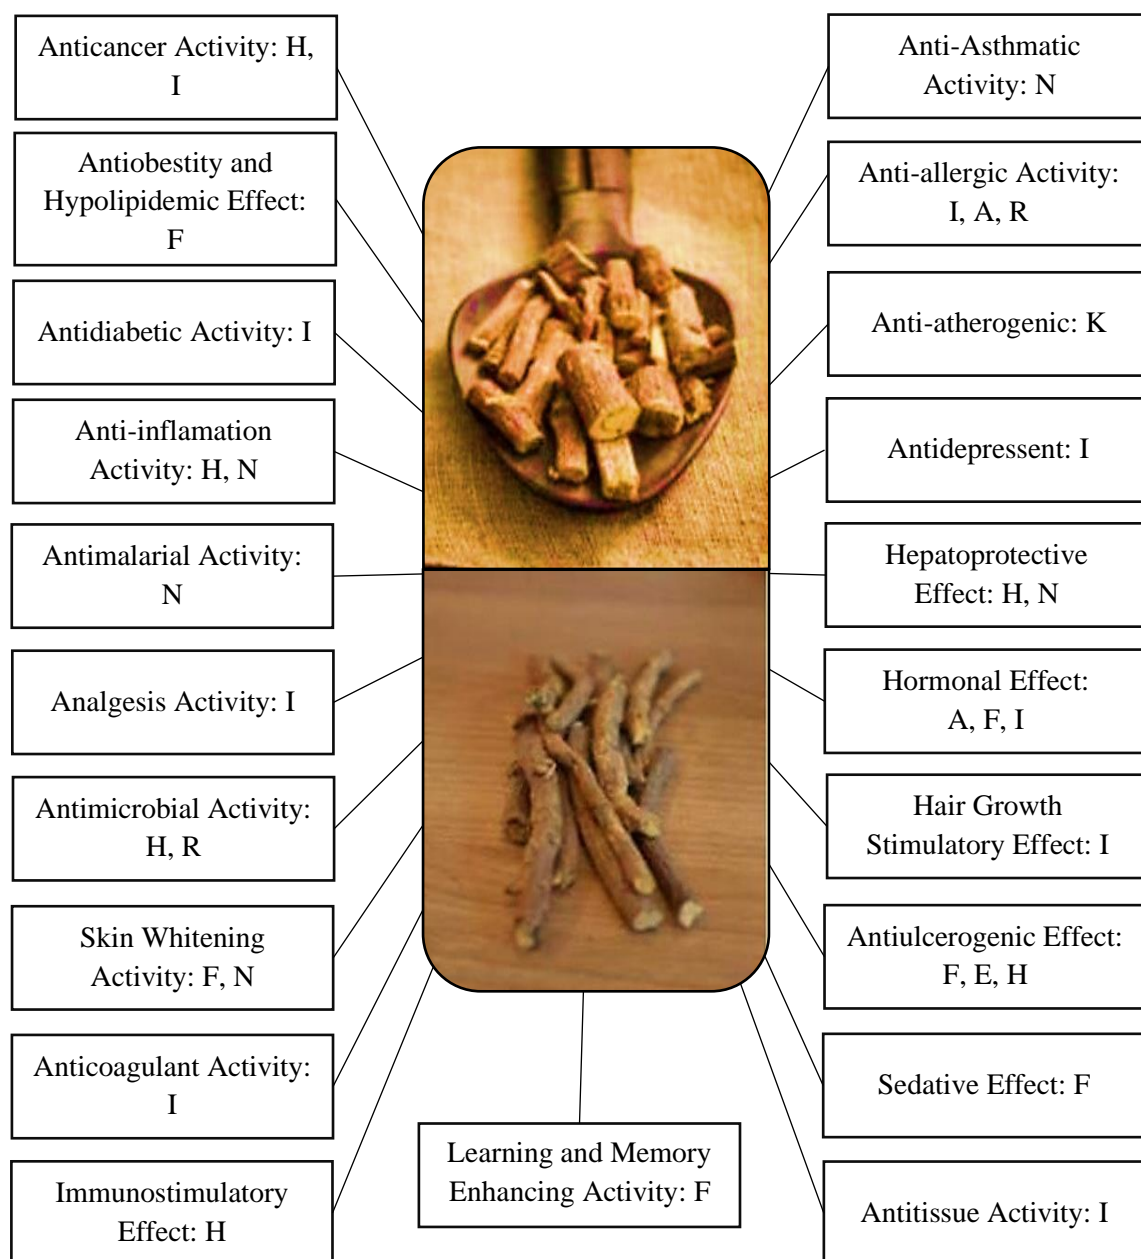 Anticancer Activity: H,
I
Antiobestity and
Hypolipidemic Effect:
F
Antidiabetic Activity: I
Anti-inflamation
Activity: H, N
Antimalarial Activity:
N
Analgesis Activity: I
Antimicrobial Activity:
H, R
Skin Whitening
Activity: F, N
Anticoagulant Activity:
I
Immunostimulatory
Effect: H
Learning and Memory
Enhancing Activity: F
Anti-Asthmatic
Activity: N
Anti-allergic Activity:
I, A, R
Anti-atherogenic: K
Antidepressent: I
Hepatoprotective
Effect: H, N
Hormonal Effect:
A, F, I
Hair Growth
Stimulatory Effect: I
Antiulcerogenic Effect:
F, E, H
Sedative Effect: F
Antitissue Activity: I